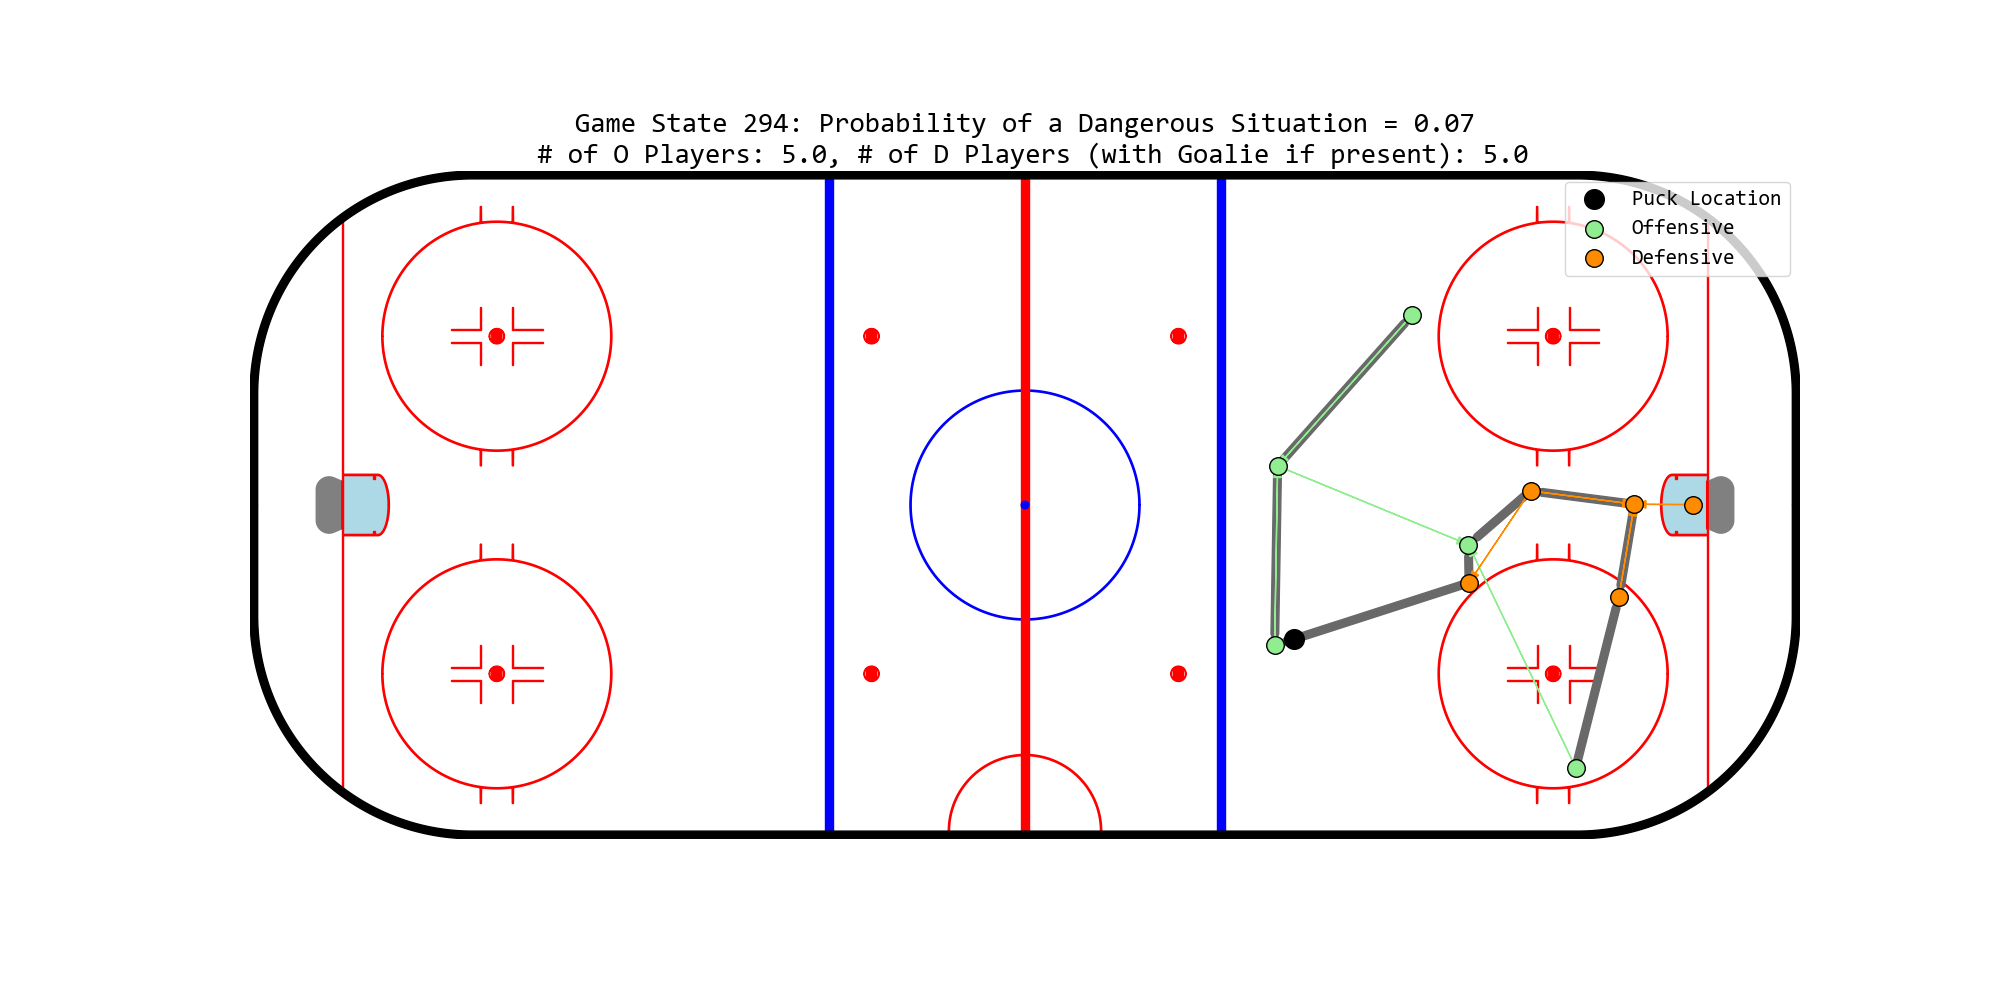 Game State 294: Probability of a Dangerous Situation = 0.07
# of O Players: 5.0, # of D Players (with Goalie if present): 5.0
Puck Location
Offensive
Defensive